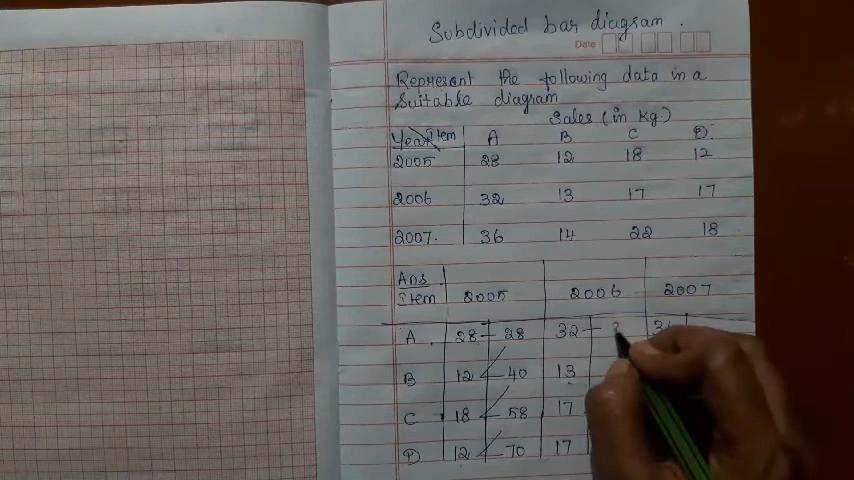 Subdivided bar diagram.
Date
Represent the following data in a
Suitable diagram
Sales (in kg.)
Year Item A B C D
2005 28 12 18 12
2006 32 13 17 17
2007. 36 14 22 18
Ans
Item 2005 2006 2007
A 28 28 32
B 12 40 13
C 18 58 17
D 12 70 17